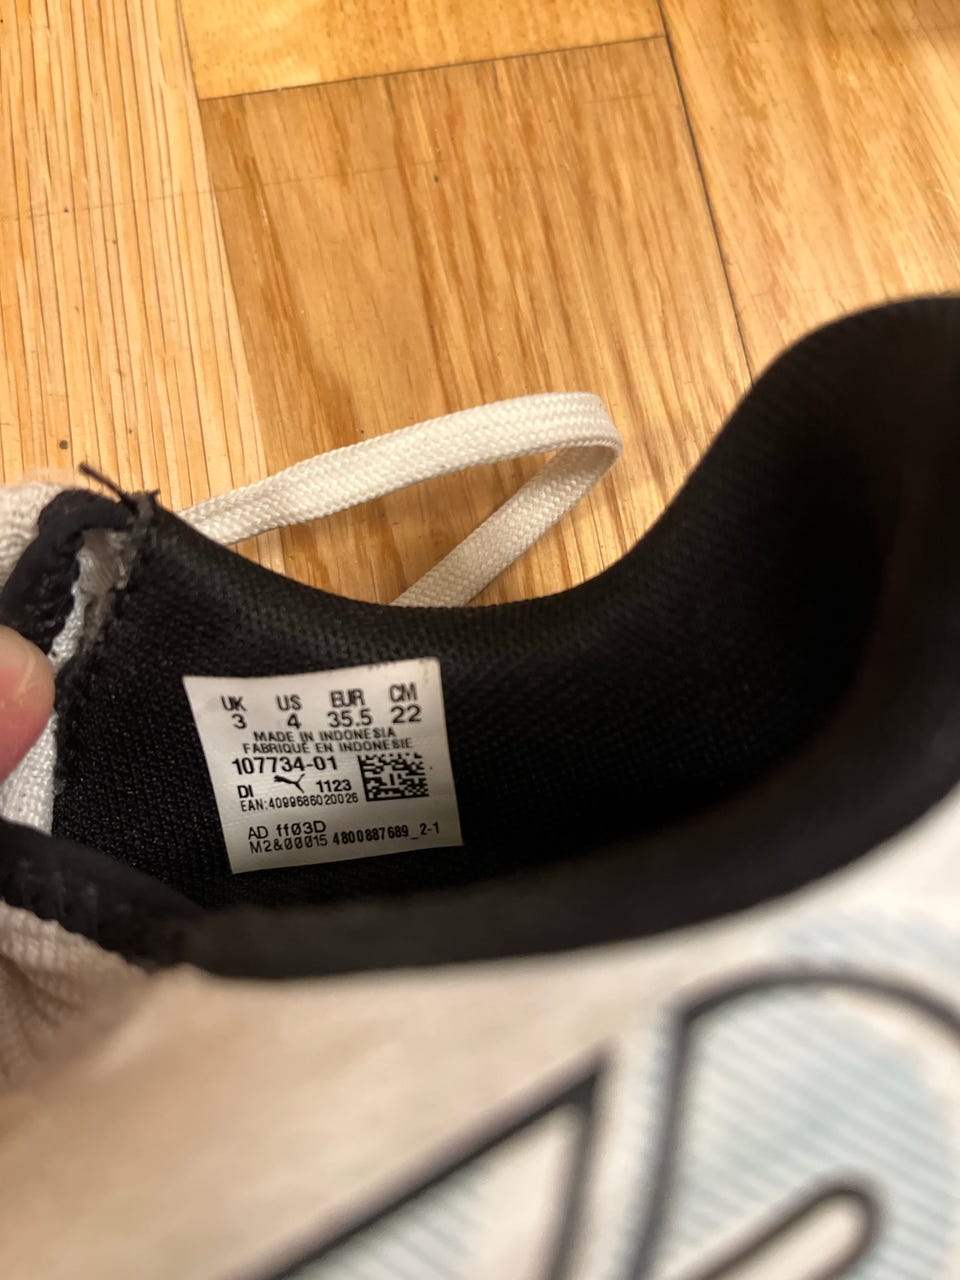 UK US EUR CM
3 4 35.5 22
MADE IN INDONESIA
FABRIQUÉ EN INDONESIE
107734-01
DI 1123
EAN:4099686020026
AD ff03D
M2&00015 4800887689_2-1